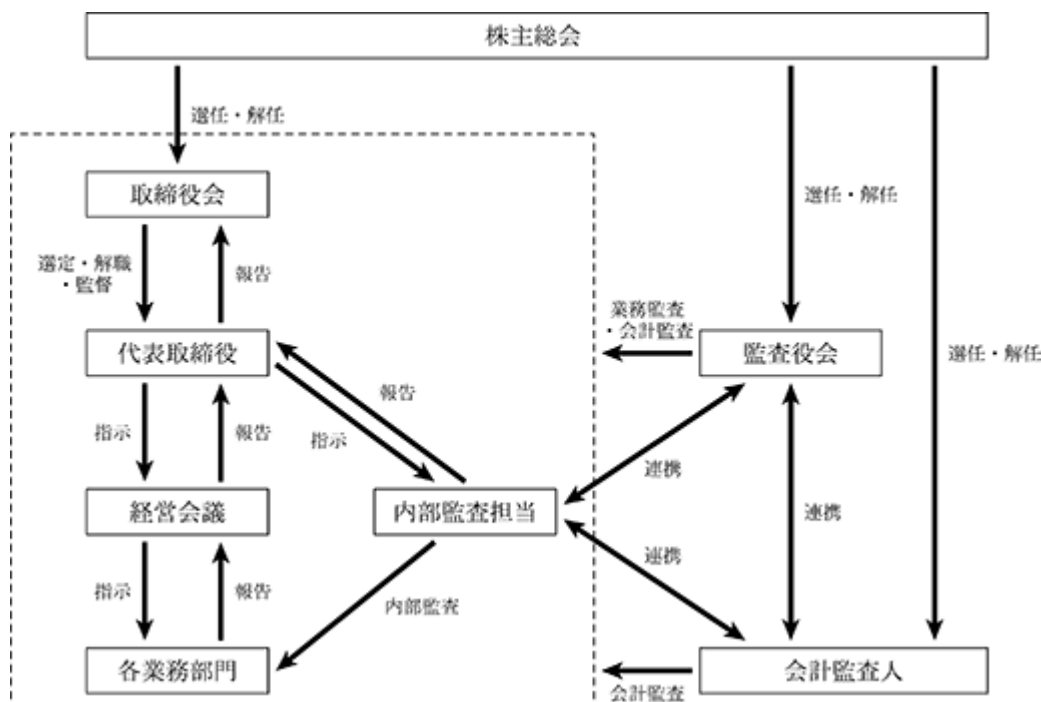 株主総会
選任・解任
取締役会
選任・解任
選定・解職
・監督
報告
業務監査
・会計監査
代表取締役
監査役会
選任・解任
報告
指示
報告
指示
連携
経営会議
内部監査担当
連携
指示
報告
連携
内部監査
各業務部門
会計監査人
会計監査